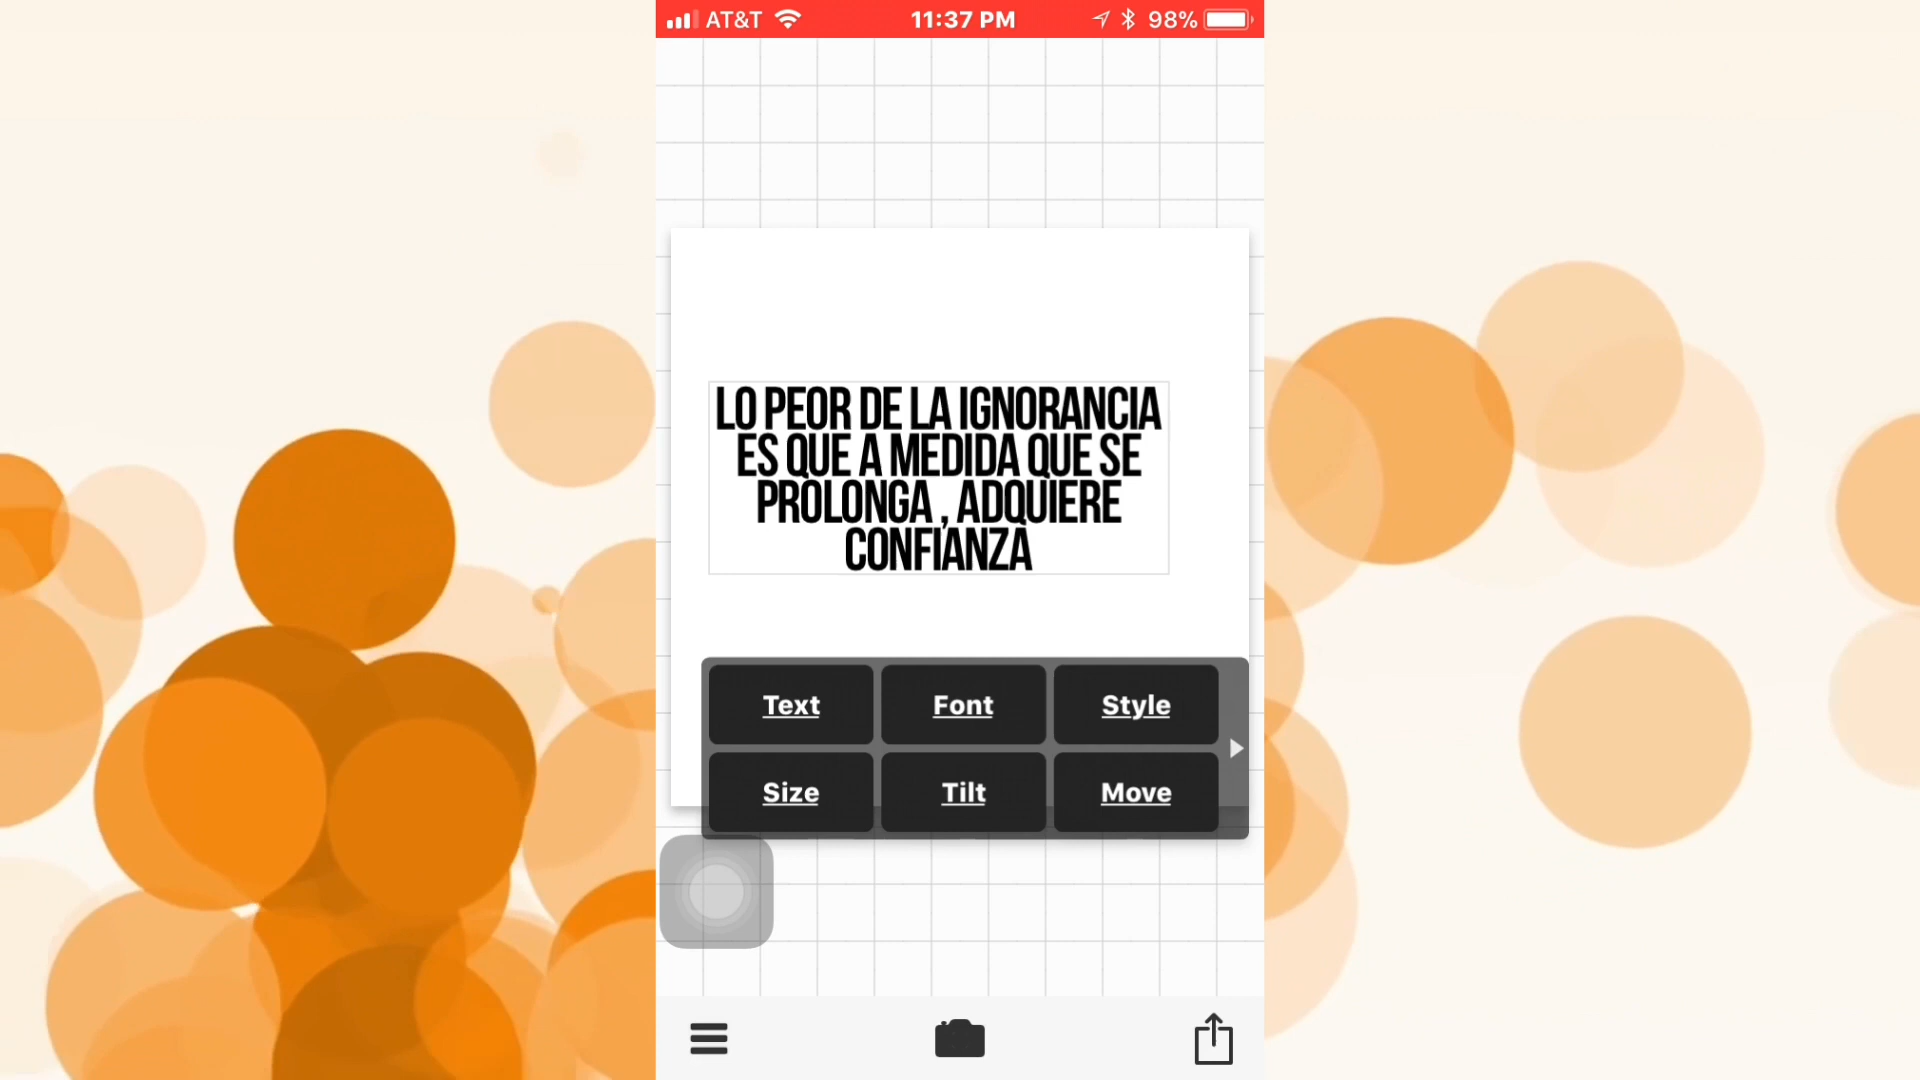 AT&T 11:37 PM 98%
LO PEOR DE LA IGNORANCIA
ES QUE A MEDIDA QUE SE
PROLONGA , ADQUIERE
CONFIANZA
Text Font Style
Size Tilt Move